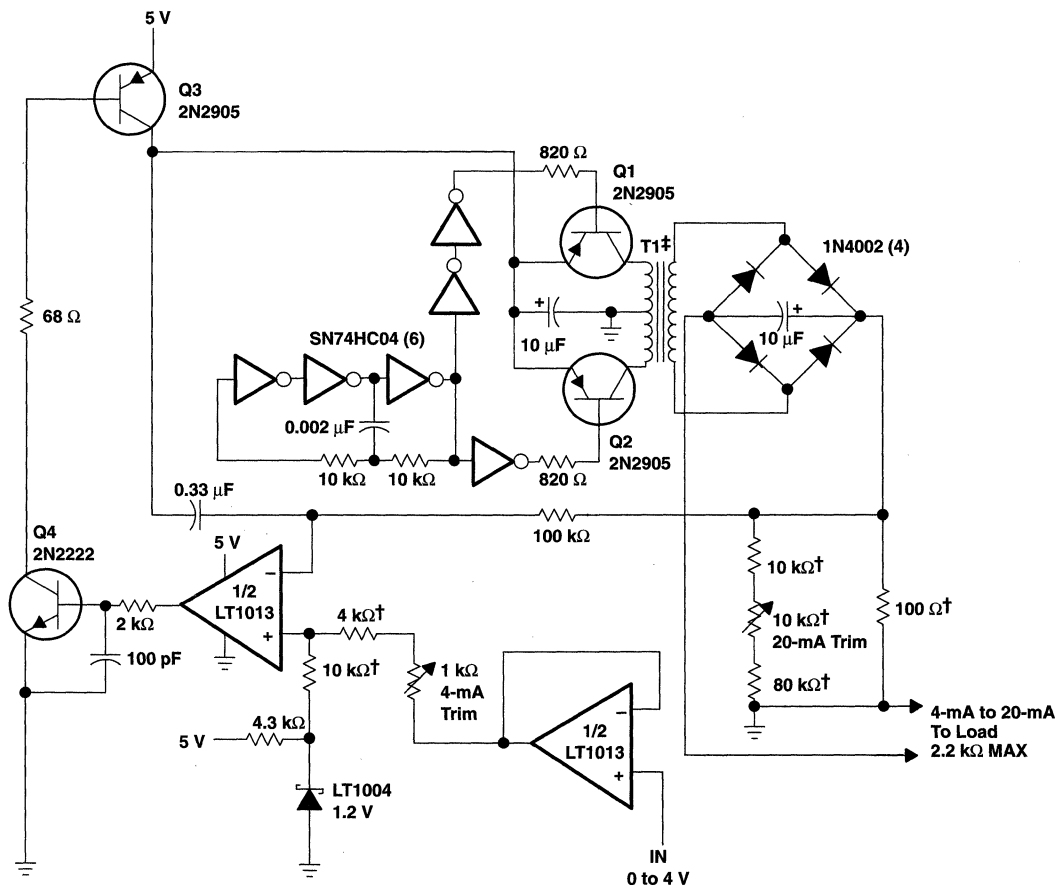 5 V
Q3
2N2905
820 Ω
Q1
2N2905
T1‡
1N4002 (4)
68 Ω
+
10 µF
+
10 µF
SN74HC04 (6)
0.002 µF
10 kΩ
10 kΩ
820 Ω
Q2
2N2905
0.33 µF
100 kΩ
Q4
2N2222
5 V
1/2
LT1013
−
+
2 kΩ
100 pF
4 kΩ†
10 kΩ†
1 kΩ
4-mA
Trim
10 kΩ†
10 kΩ†
20-mA Trim
80 kΩ†
100 Ω†
4.3 kΩ
5 V
LT1004
1.2 V
1/2
LT1013
−
+
4-mA to 20-mA
To Load
2.2 kΩ MAX
IN
0 to 4 V